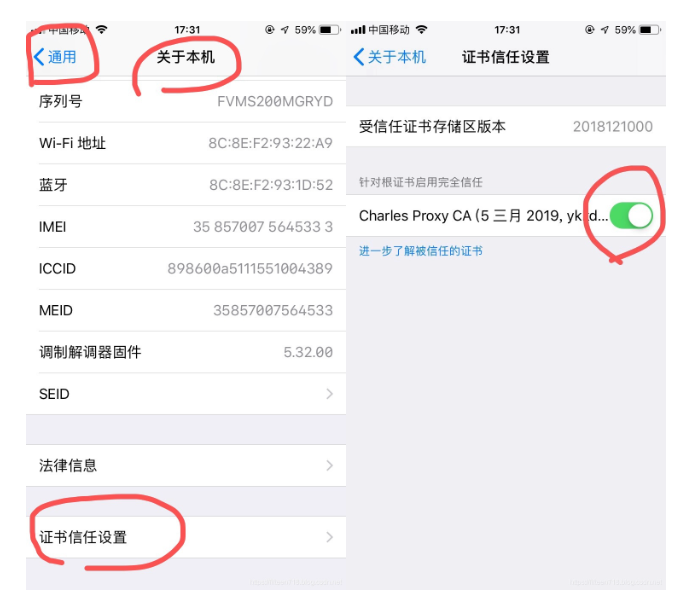 中国移动 17:31 59%
通用 关于本机
序列号 FVMS200MGRYD
Wi-Fi 地址 8C:8E:F2:93:22:A9
蓝牙 8C:8E:F2:93:1D:52
IMEI 35 857007 564533 3
ICCID 898600a5111551004389
MEID 35857007564533
调制解调器固件 5.32.00
SEID
法律信息
证书信任设置
中国移动 17:31 59%
关于本机 证书信任设置
受信任证书存储区版本 2018121000
针对根证书启用完全信任
Charles Proxy CA (5 三月 2019, yk d...
进一步了解被信任的证书